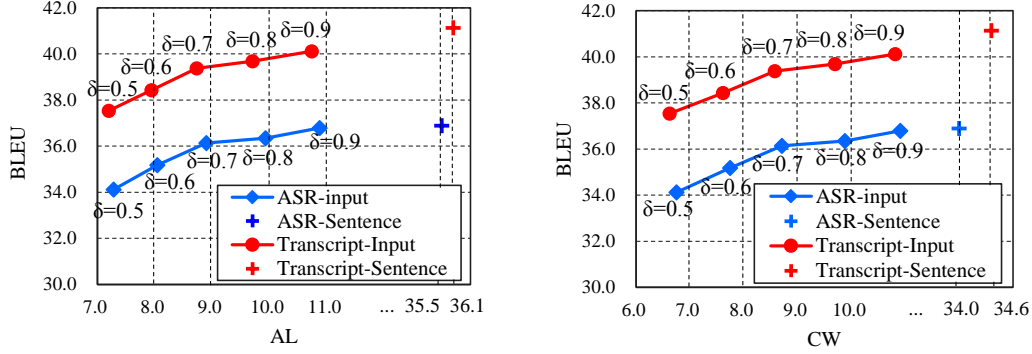 42.0
40.0
38.0
36.0
34.0
32.0
30.0
BLEU
δ=0.5
δ=0.6
δ=0.7
δ=0.8
δ=0.9
δ=0.5
δ=0.6
δ=0.7
δ=0.8
δ=0.9
ASR-input
ASR-Sentence
Transcript-Input
Transcript-Sentence
7.0 8.0 9.0 10.0 11.0 ... 35.5 36.1
AL
42.0
40.0
38.0
36.0
34.0
32.0
30.0
BLEU
δ=0.5
δ=0.6
δ=0.7
δ=0.8
δ=0.9
δ=0.5
δ=0.6
δ=0.7
δ=0.8
δ=0.9
ASR-input
ASR-Sentence
Transcript-Input
Transcript-Sentence
6.0 7.0 8.0 9.0 10.0 ... 34.0 34.6
CW